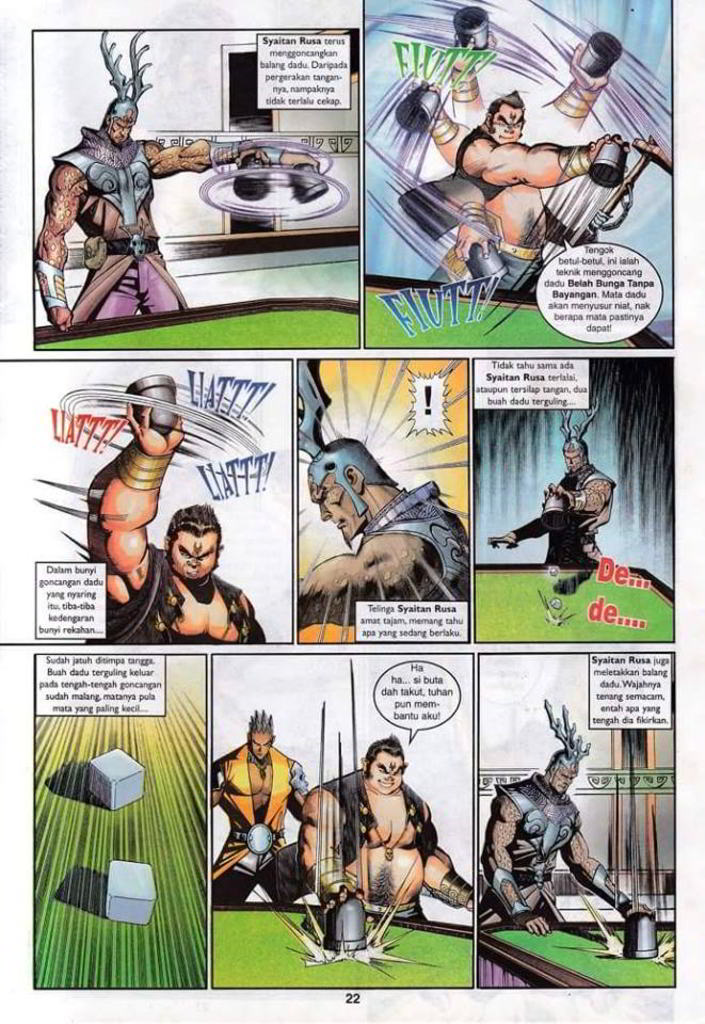 Syaitan Rusa terus
menggoncangkan
balang dadu. Daripada
pergerakan tangan-
nya, nampaknya
tidak terlalu cekap.
FIUTT!
Tengok
betul-betul, ini ialah
teknik menggoncang
dadu Belah Bunga Tanpa
Bayangan. Mata dadu
akan menyusur niat, nak
berapa mata pastinya
dapat!
FIUTT!
LIATTT!
LIATTT!
LIATTT!
Dalam bunyi
goncangan dadu
yang nyaring
itu, tiba-tiba
kedengaran
bunyi rekahan....
!
Telinga Syaitan Rusa
amat tajam, memang tahu
apa yang sedang berlaku.
Tidak tahu sama ada
Syaitan Rusa terlalai,
ataupun tersilap tangan, dua
buah dadu terguling....
De...
de....
Sudah jatuh ditimpa tangga.
Buah dadu terguling keluar
pada tengah-tengah goncangan
sudah malang, matanya pula
mata yang paling kecil....
Ha
ha... si buta
dah takut, tuhan
pun mem-
bantu aku!
Syaitan Rusa juga
meletakkan balang
dadu. Wajahnya
tenang semacam,
entah apa yang
tengah dia fikirkan.
22